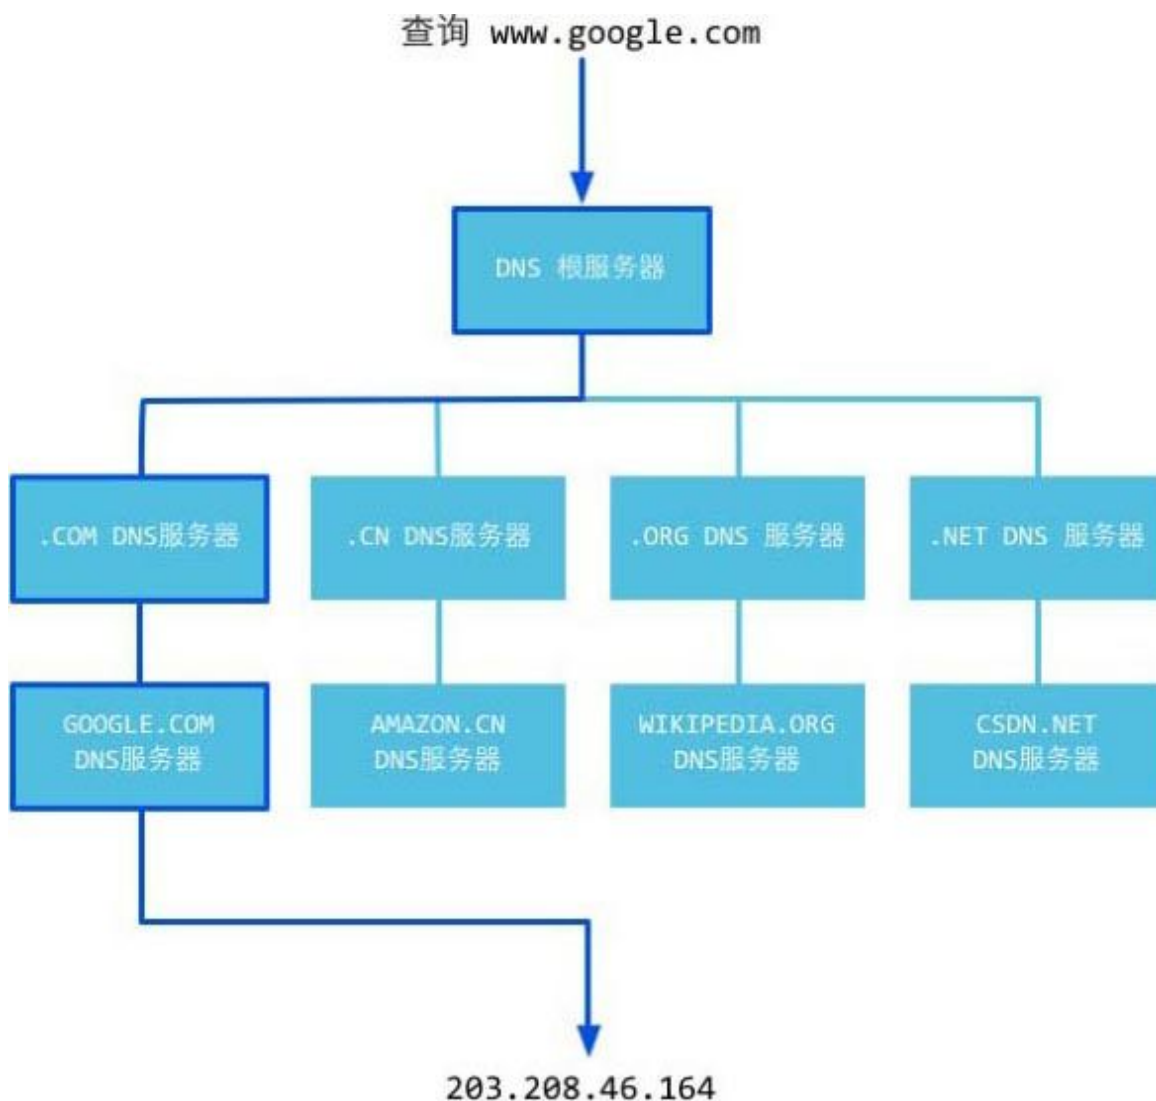 查询 www.google.com
DNS 根服务器
.COM DNS服务器
.CN DNS服务器
.ORG DNS 服务器
.NET DNS 服务器
GOOGLE.COM
DNS服务器
AMAZON.CN
DNS服务器
WIKIPEDIA.ORG
DNS服务器
CSDN.NET
DNS服务器
203.208.46.164